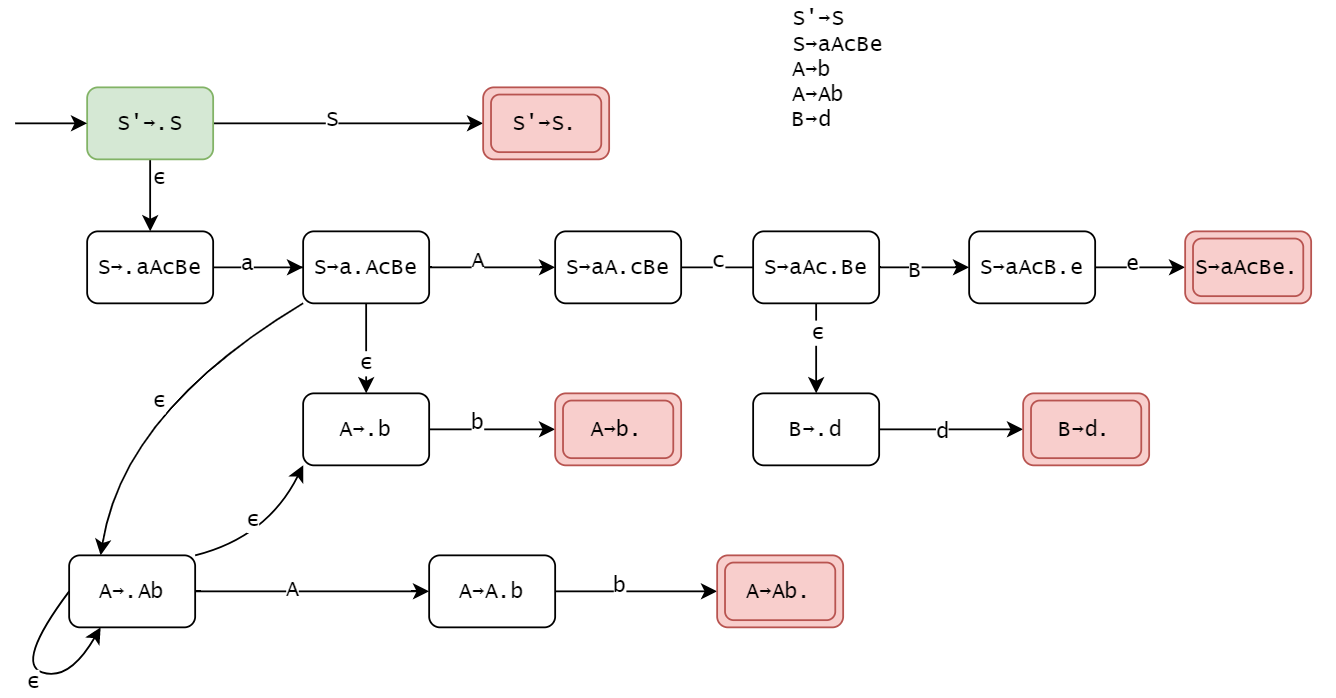 S'→S
S→aAcBe
A→b
A→Ab
B→d
S'→.S
S
S'→S.
ϵ
S→.aAcBe
a
S→a.AcBe
A
S→aA.cBe
c
S→aAc.Be
B
S→aAcB.e
e
S→aAcBe.
ϵ
ϵ
ϵ
A→.b
b
A→b.
B→.d
d
B→d.
ϵ
A→.Ab
A
A→A.b
b
A→Ab.
ϵ